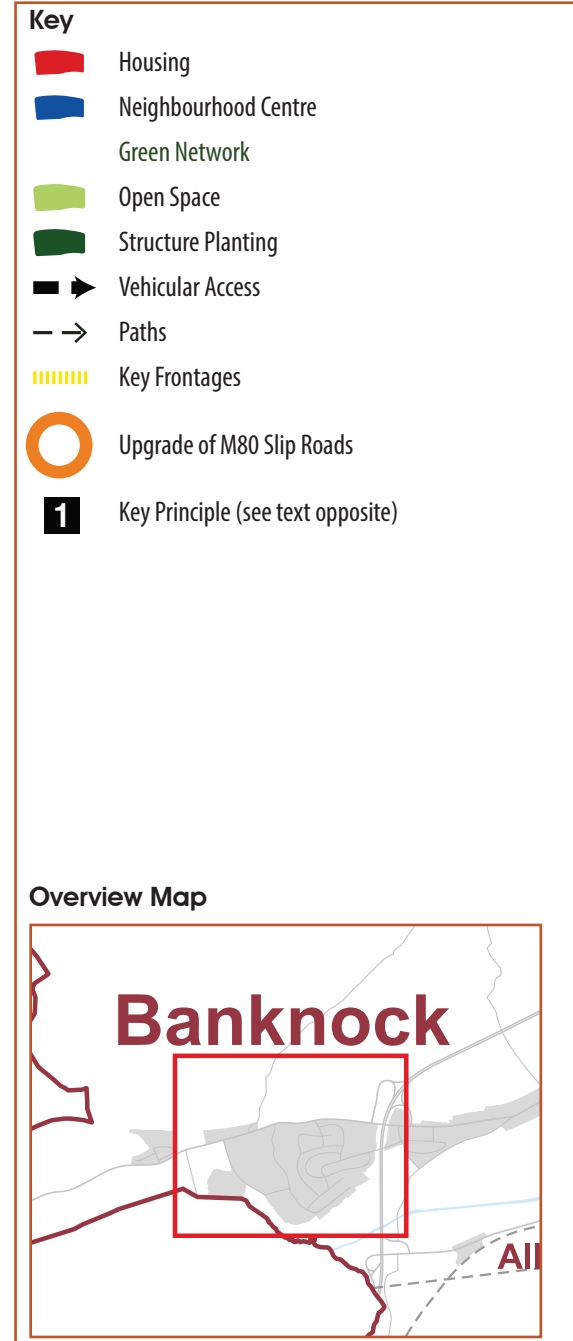 Key
Housing
Neighbourhood Centre
Green Network
Open Space
Structure Planting
Vehicular Access
Paths
Key Frontages
Upgrade of M80 Slip Roads
1 Key Principle (see text opposite)
Overview Map
Banknock
All